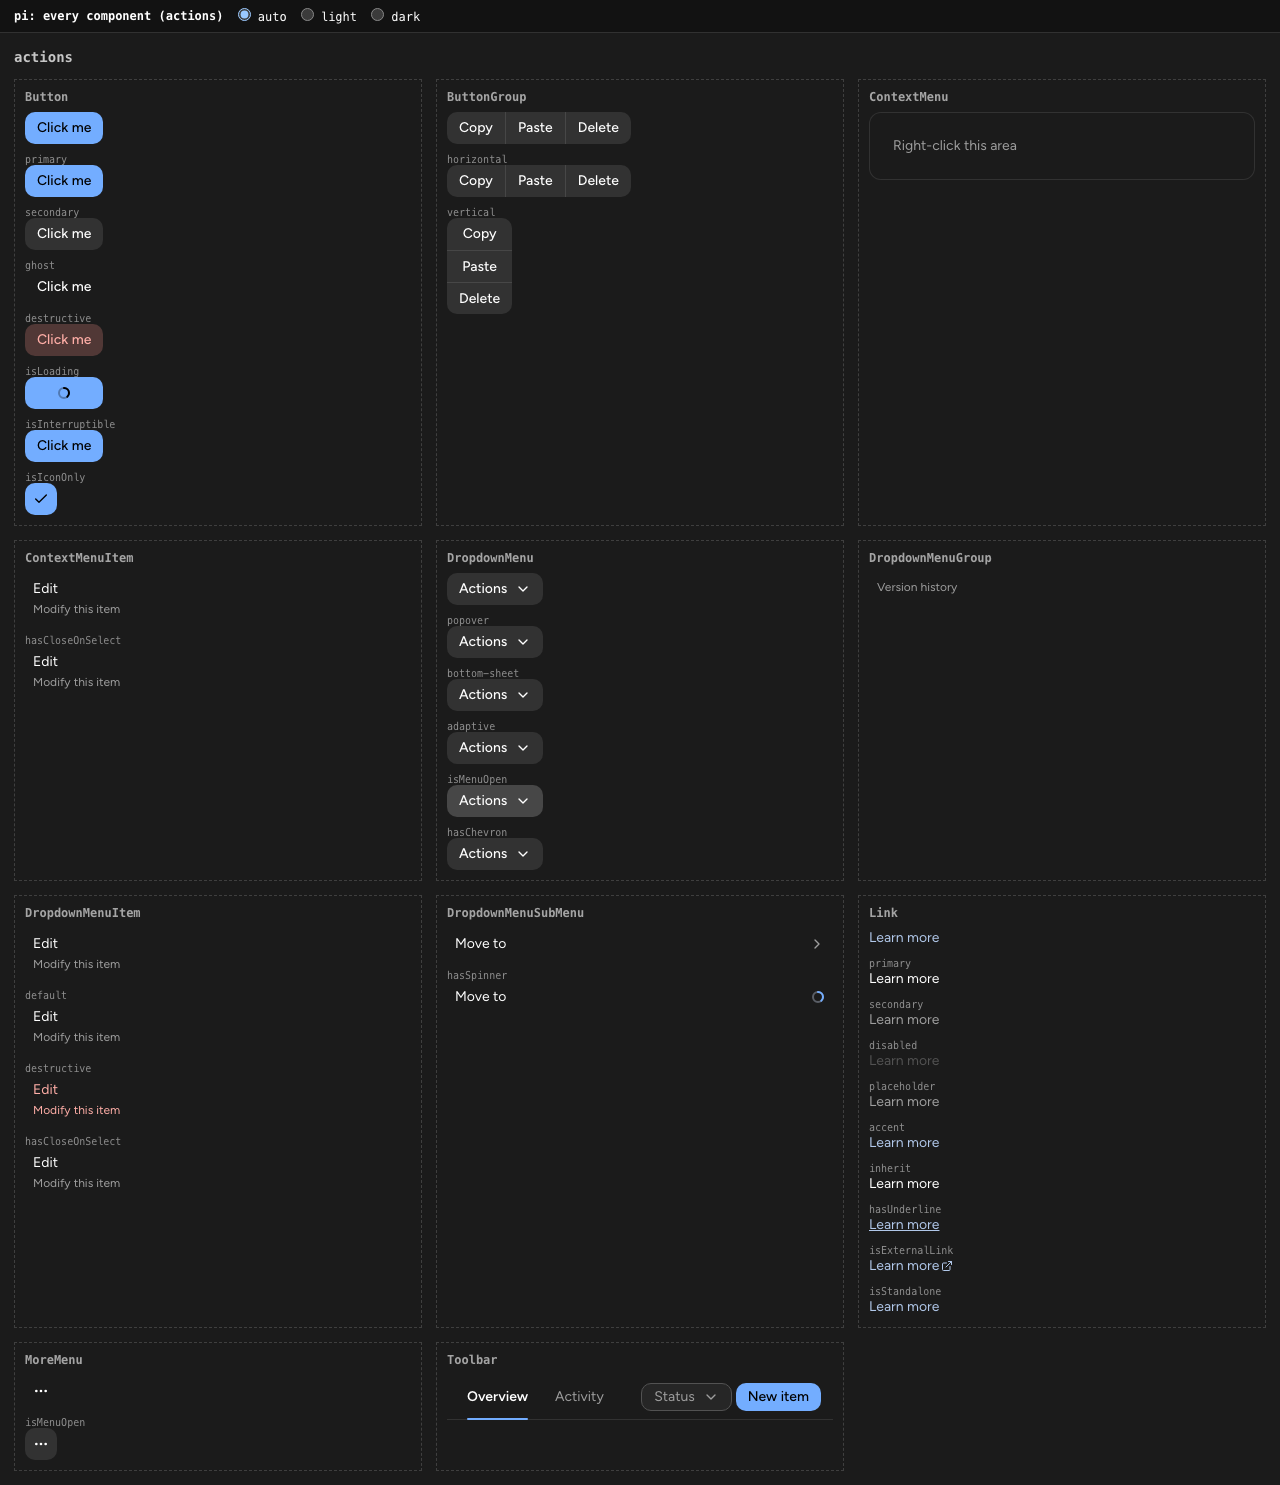 pi: every component (actions) auto light dark
actions
Button
Click me
primary
Click me
secondary
Click me
ghost
Click me
destructive
Click me
isLoading
isInterruptible
Click me
isIconOnly
ButtonGroup
Copy Paste Delete
horizontal
Copy Paste Delete
vertical
Copy
Paste
Delete
ContextMenu
Right-click this area
ContextMenuItem
Edit
Modify this item
hasCloseOnSelect
Edit
Modify this item
DropdownMenu
Actions
popover
Actions
bottom-sheet
Actions
adaptive
Actions
isMenuOpen
Actions
hasChevron
Actions
DropdownMenuGroup
Version history
DropdownMenuItem
Edit
Modify this item
default
Edit
Modify this item
destructive
Edit
Modify this item
hasCloseOnSelect
Edit
Modify this item
DropdownMenuSubMenu
Move to
hasSpinner
Move to
Link
Learn more
primary
Learn more
secondary
Learn more
disabled
Learn more
placeholder
Learn more
accent
Learn more
inherit
Learn more
hasUnderline
Learn more
isExternalLink
Learn more
isStandalone
Learn more
MoreMenu
isMenuOpen
Toolbar
Overview Activity Status New item